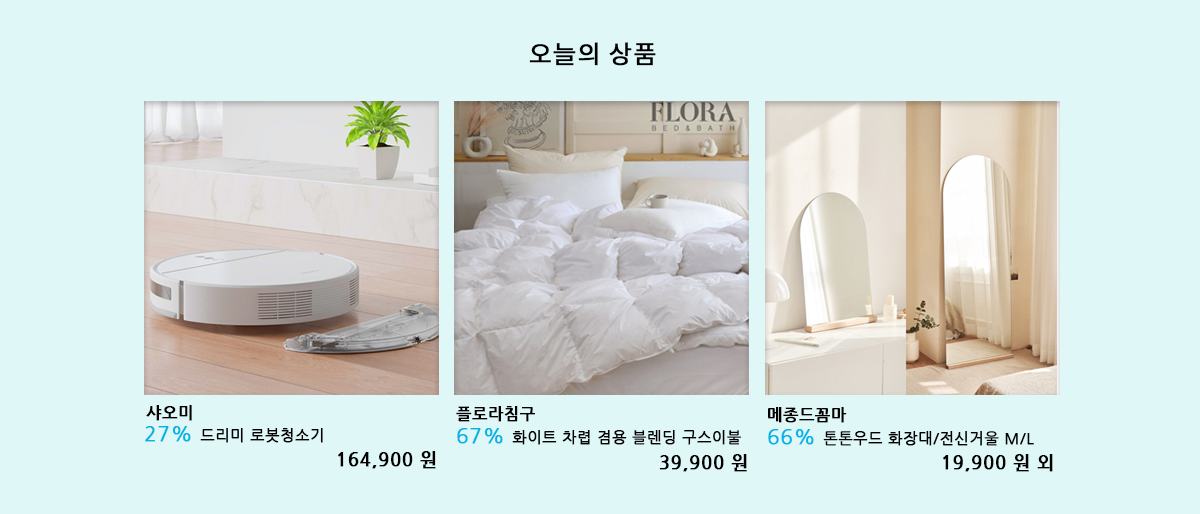 오늘의 상품
FLORA
BED & BATH
샤오미
27% 드리미 로봇청소기
164,900 원
플로라침구
67% 화이트 차렵 겸용 블렌딩 구스이불
39,900 원
메종드꼼마
66% 톤톤우드 화장대/전신거울 M/L
19,900 원 외